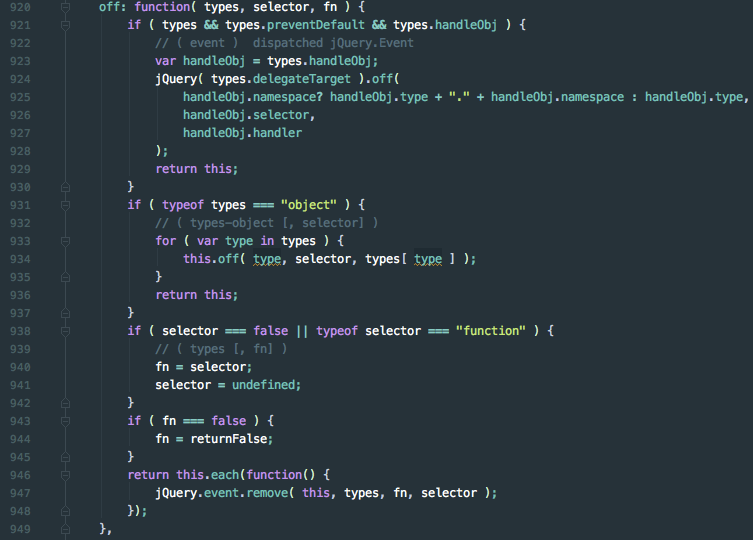 920 off: function( types, selector, fn ) {
921 if ( types && types.preventDefault && types.handleObj ) {
922 // ( event )  dispatched jQuery.Event
923 var handleObj = types.handleObj;
924 jQuery( types.delegateTarget ).off(
925 handleObj.namespace? handleObj.type + "." + handleObj.namespace : handleObj.type,
926 handleObj.selector,
927 handleObj.handler
928 );
929 return this;
930 }
931 if ( typeof types === "object" ) {
932 // ( types-object [, selector] )
933 for ( var type in types ) {
934 this.off( type, selector, types[ type ] );
935 }
936 return this;
937 }
938 if ( selector === false || typeof selector === "function" ) {
939 // ( types [, fn] )
940 fn = selector;
941 selector = undefined;
942 }
943 if ( fn === false ) {
944 fn = returnFalse;
945 }
946 return this.each(function() {
947 jQuery.event.remove( this, types, fn, selector );
948 });
949 },